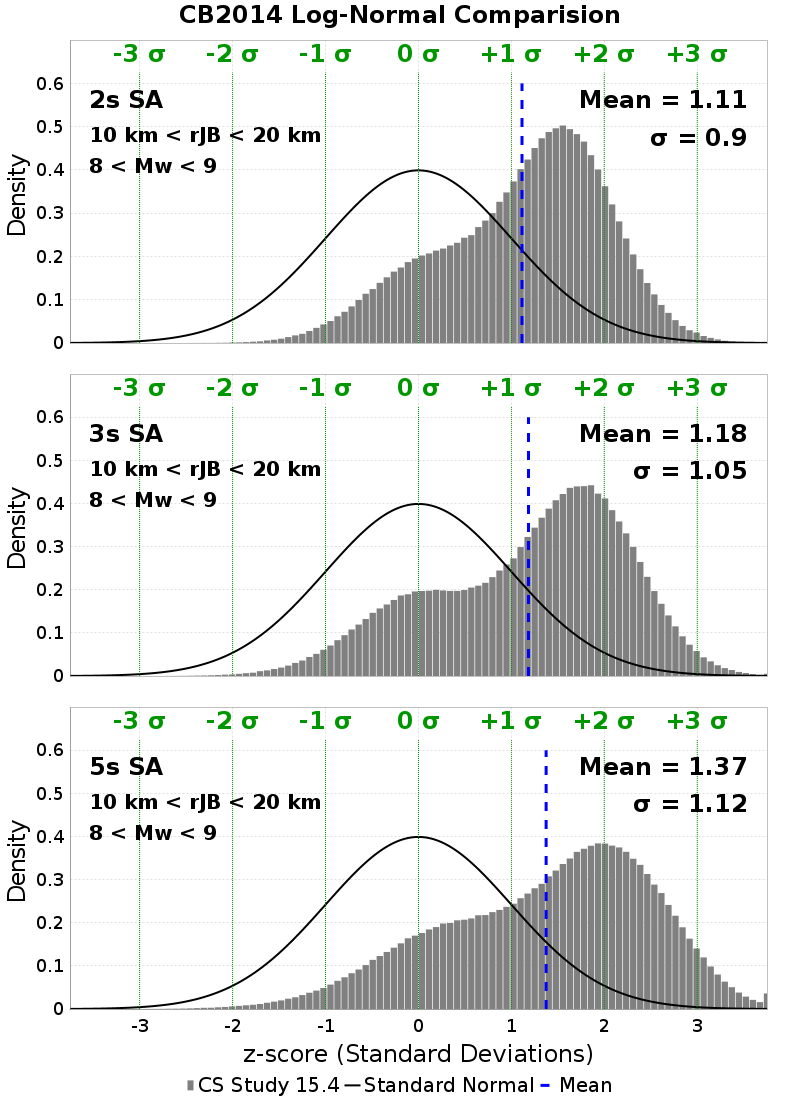 CB2014 Log-Normal Comparision
-3 σ -2 σ -1 σ 0 σ +1 σ +2 σ +3 σ
2s SA
10 km < rJB < 20 km
8 < Mw < 9
Mean = 1.11
σ = 0.9
Density
0.6
0.5
0.4
0.3
0.2
0.1
0
-3 σ -2 σ -1 σ 0 σ +1 σ +2 σ +3 σ
3s SA
10 km < rJB < 20 km
8 < Mw < 9
Mean = 1.18
σ = 1.05
Density
0.6
0.5
0.4
0.3
0.2
0.1
0
-3 σ -2 σ -1 σ 0 σ +1 σ +2 σ +3 σ
5s SA
10 km < rJB < 20 km
8 < Mw < 9
Mean = 1.37
σ = 1.12
Density
0.6
0.5
0.4
0.3
0.2
0.1
0
-3 -2 -1 0 1 2 3
z-score (Standard Deviations)
CS Study 15.4 Standard Normal Mean